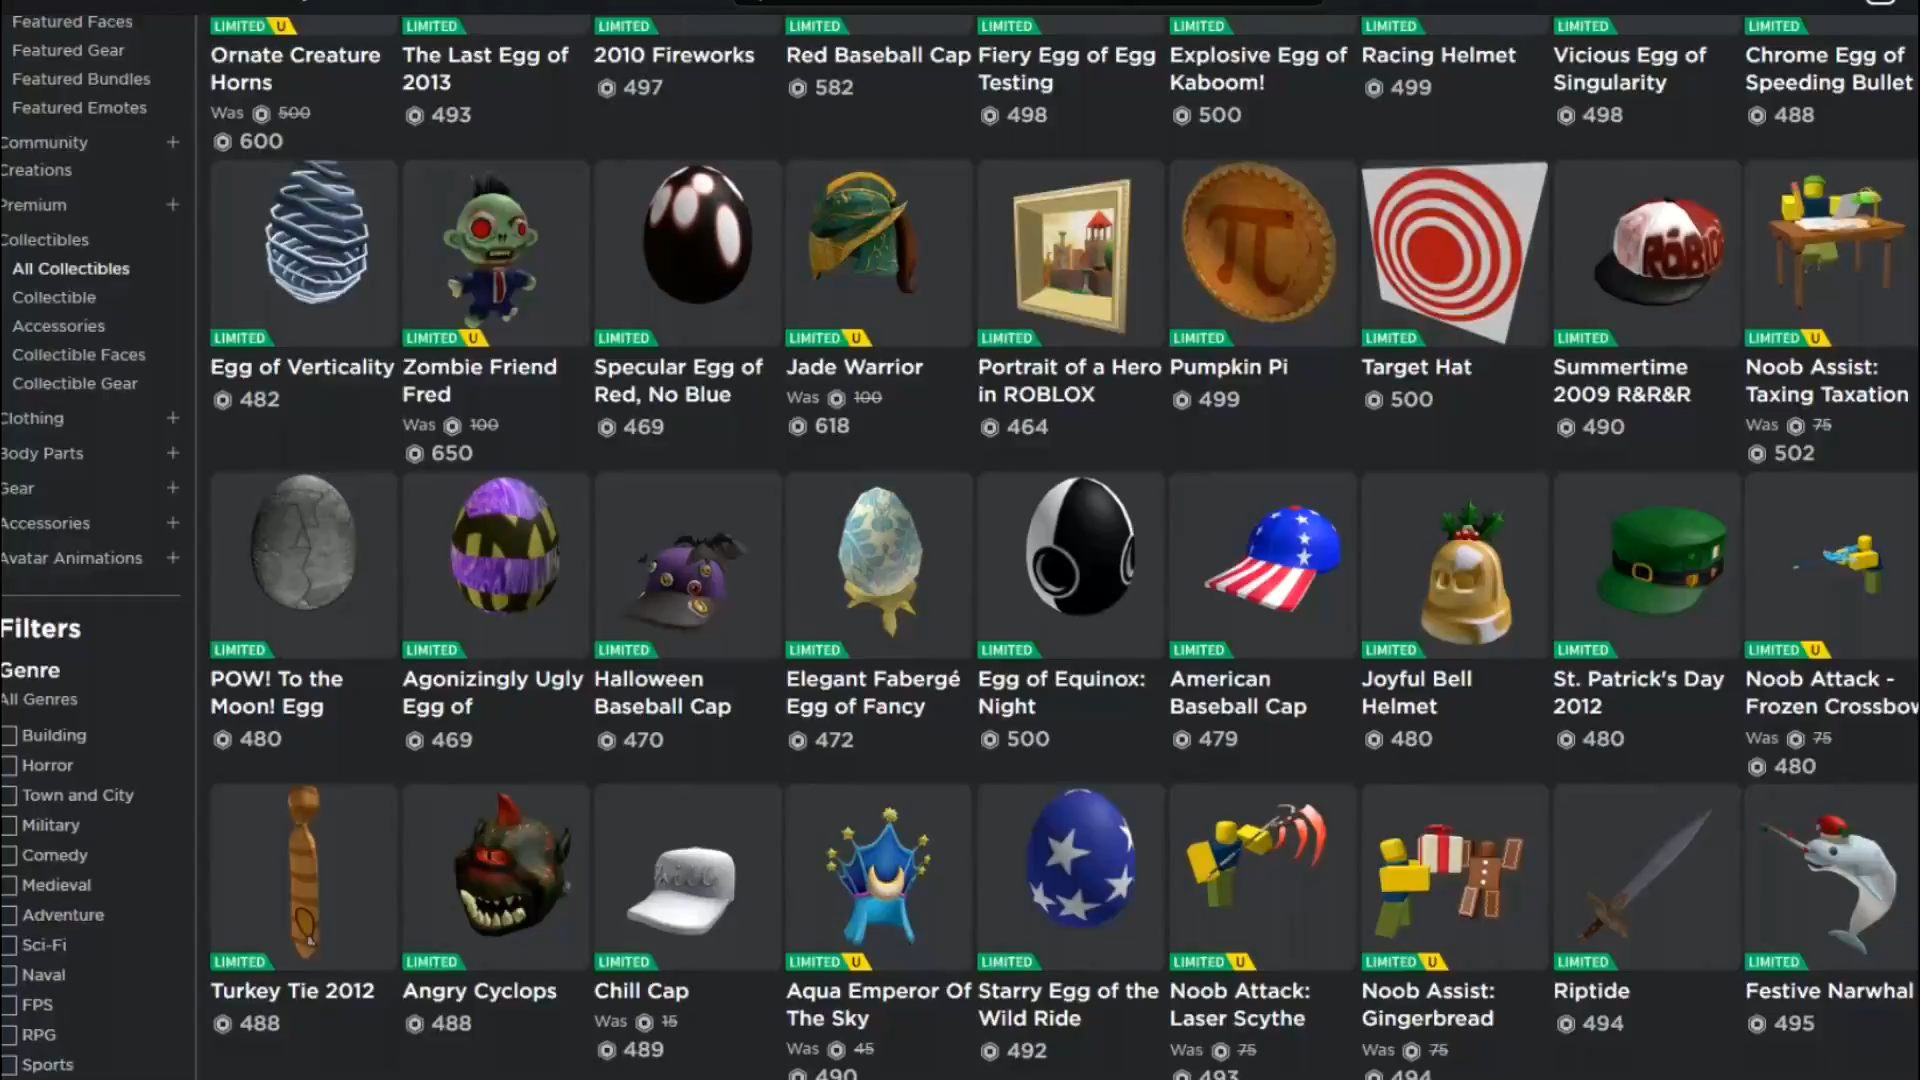 Featured Faces
Featured Gear
Featured Bundles
Featured Emotes
Community +
Creations
Premium +
Collectibles
All Collectibles
Collectible
Accessories
Collectible Faces
Collectible Gear
Clothing +
Body Parts +
Gear +
Accessories +
Avatar Animations +
Filters
Genre
All Genres
Building
Horror
Town and City
Military
Comedy
Medieval
Adventure
Sci-Fi
Naval
FPS
RPG
Sports
LIMITED U
Ornate Creature
Horns
Was 500
600
LIMITED
The Last Egg of
2013
493
LIMITED
2010 Fireworks
497
LIMITED
Red Baseball Cap
582
LIMITED
Fiery Egg of Egg
Testing
498
LIMITED
Explosive Egg of
Kaboom!
500
LIMITED
Racing Helmet
499
LIMITED
Vicious Egg of
Singularity
498
LIMITED
Chrome Egg of
Speeding Bullet
488
LIMITED
Egg of Verticality
482
LIMITED U
Zombie Friend
Fred
Was 100
650
LIMITED
Specular Egg of
Red, No Blue
469
LIMITED U
Jade Warrior
Was 100
618
LIMITED
Portrait of a Hero
in ROBLOX
464
π
LIMITED
Pumpkin Pi
499
LIMITED
Target Hat
500
ROBLO
LIMITED
Summertime
2009 R&R&R
490
LIMITED U
Noob Assist:
Taxing Taxation
Was 75
502
LIMITED
POW! To the
Moon! Egg
480
LIMITED
Agonizingly Ugly
Egg of
469
LIMITED
Halloween
Baseball Cap
470
LIMITED
Elegant Fabergé
Egg of Fancy
472
LIMITED
Egg of Equinox:
Night
500
LIMITED
American
Baseball Cap
479
LIMITED
Joyful Bell
Helmet
480
LIMITED
St. Patrick's Day
2012
480
LIMITED U
Noob Attack -
Frozen Crossbow
Was 75
480
LIMITED
Turkey Tie 2012
488
LIMITED
Angry Cyclops
488
chill
LIMITED
Chill Cap
Was 15
489
LIMITED U
Aqua Emperor Of
The Sky
Was 45
490
LIMITED
Starry Egg of the
Wild Ride
492
LIMITED U
Noob Attack:
Laser Scythe
Was 75
493
LIMITED U
Noob Assist:
Gingerbread
Was 75
494
LIMITED
Riptide
494
LIMITED
Festive Narwhal
495